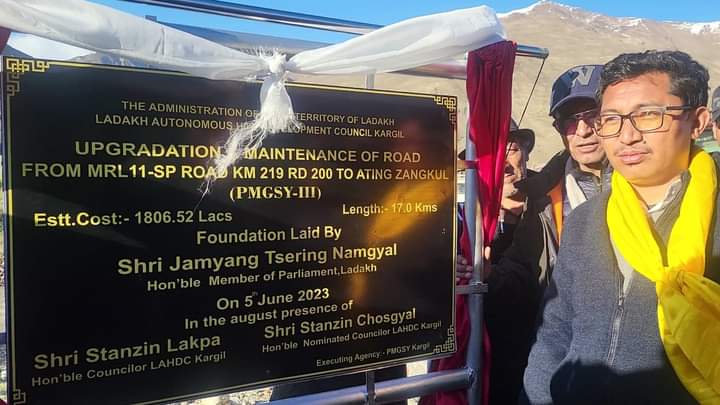 THE ADMINISTRATION OF TERRITORY OF LADAKH
LADAKH AUTONOMOUS DEVELOPMENT COUNCIL KARGIL
UPGRADATION MAINTENANCE OF ROAD
FROM MRL11-SP ROAD KM 219 RD 200 TO ATING ZANGKUL
(PMGSY-III)
Estt.Cost:- 1806.52 Lacs Length:- 17.0 Kms
Foundation Laid By
Shri Jamyang Tsering Namgyal
Hon'ble Member of Parliament,Ladakh
On 5 June 2023
In the august presence of
Shri Stanzin Lakpa
Hon'ble Councilor LAHDC Kargil
Shri Stanzin Chosgyal
Hon'ble Nominated Councilor LAHDC Kargil
Executing Agency:- PMGSY Kargil